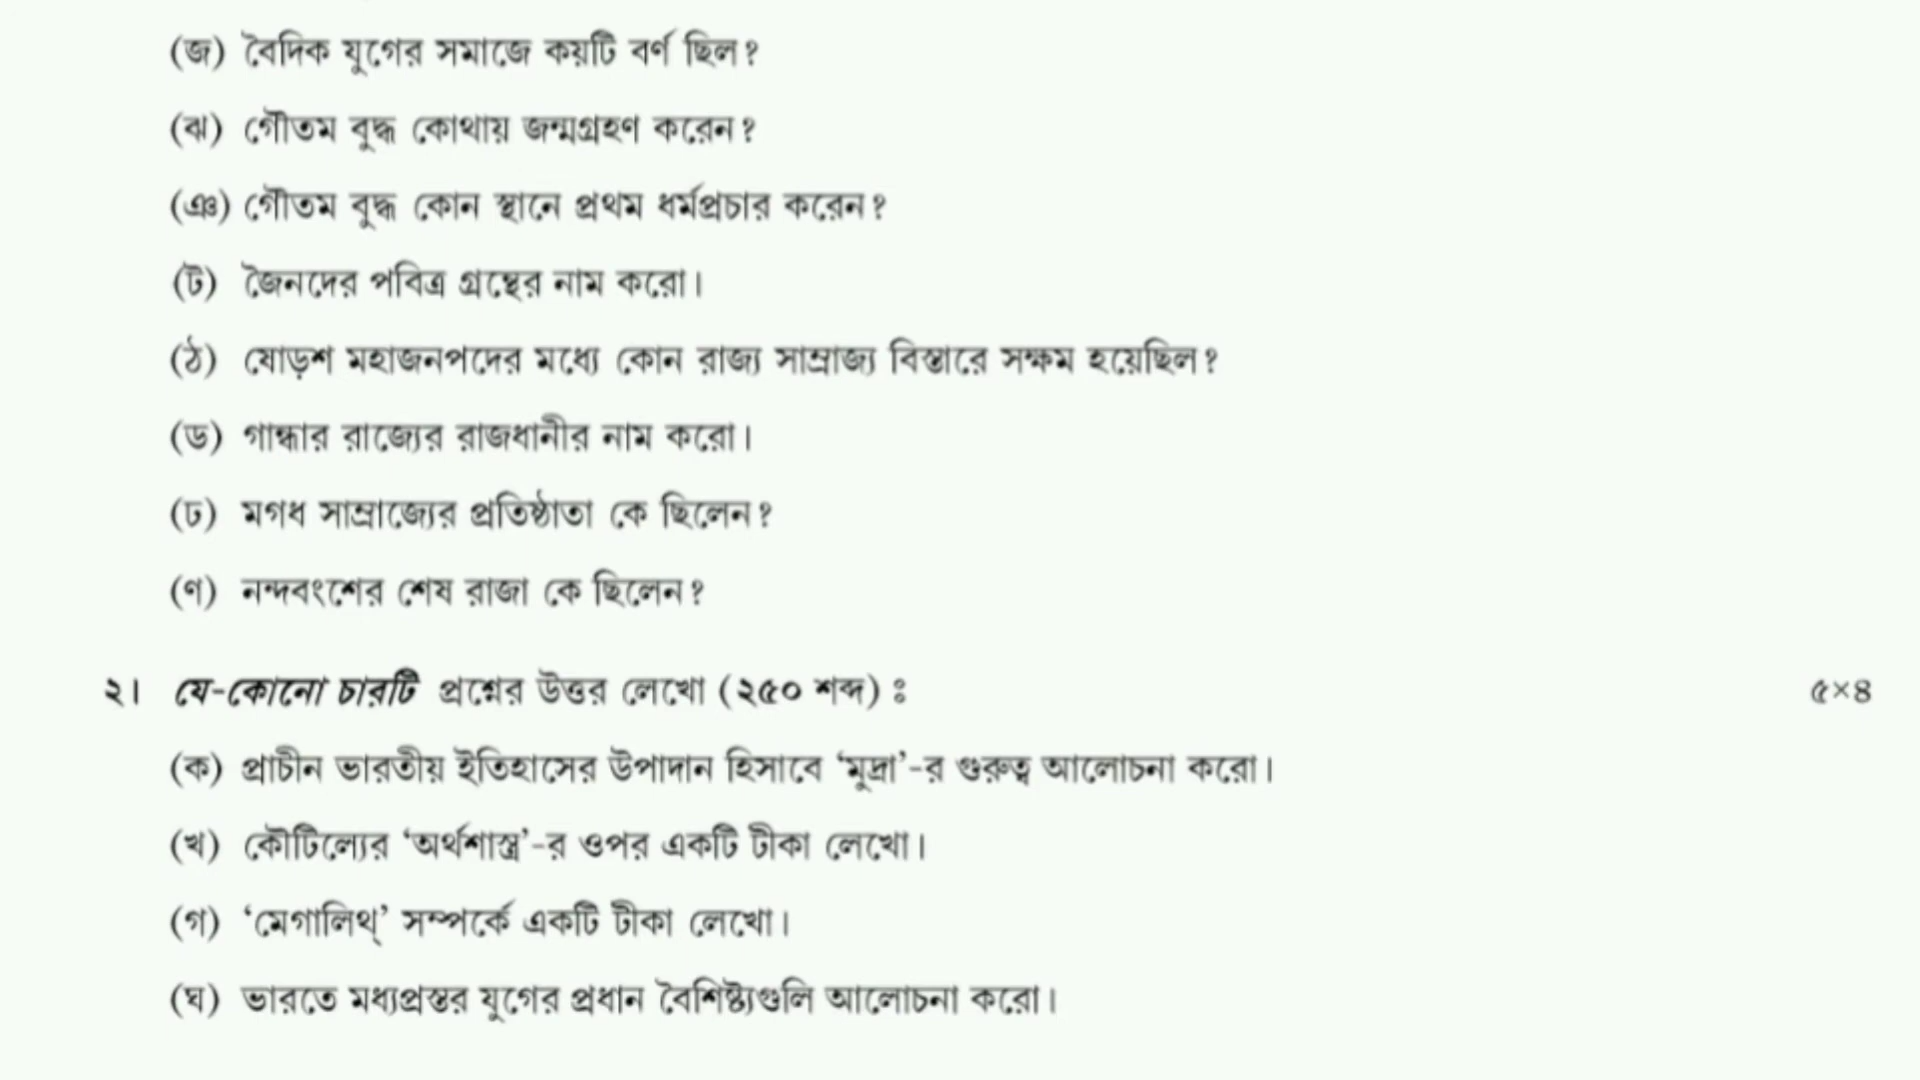 (জ) বৈদিক যুগের সমাজে কয়টি বর্ণ ছিল?
(ঝ) গৌতম বুদ্ধ কোথায় জন্মগ্রহণ করেন?
(ঞ) গৌতম বুদ্ধ কোন স্থানে প্রথম ধর্মপ্রচার করেন?
(ট) জৈনদের পবিত্র গ্রন্থের নাম করো।
(ঠ) ষোড়শ মহাজনপদের মধ্যে কোন রাজ্য সাম্রাজ্য বিস্তারে সক্ষম হয়েছিল?
(ড) গান্ধার রাজ্যের রাজধানীর নাম করো।
(ঢ) মগধ সাম্রাজ্যের প্রতিষ্ঠাতা কে ছিলেন?
(ণ) নন্দবংশের শেষ রাজা কে ছিলেন?
২। যে-কোনো চারটি প্রশ্নের উত্তর লেখো (২৫০ শব্দ) ঃ ৫×৪
(ক) প্রাচীন ভারতীয় ইতিহাসের উপাদান হিসাবে ‘মুদ্রা’-র গুরুত্ব আলোচনা করো।
(খ) কৌটিল্যের ‘অর্থশাস্ত্র’-র ওপর একটি টীকা লেখো।
(গ) ‘মেগালিথ্’ সম্পর্কে একটি টীকা লেখো।
(ঘ) ভারতে মধ্যপ্রস্তর যুগের প্রধান বৈশিষ্ট্যগুলি আলোচনা করো।